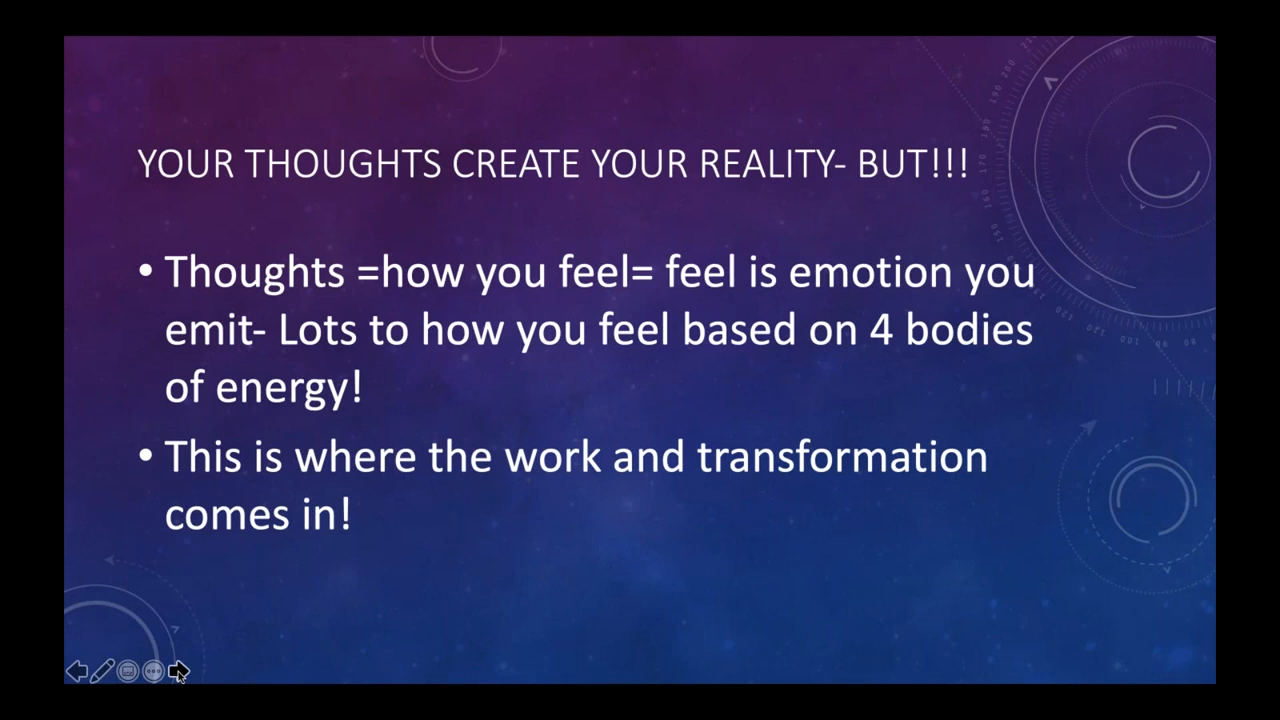 YOUR THOUGHTS CREATE YOUR REALITY- BUT!!!
• Thoughts =how you feel= feel is emotion you
emit- Lots to how you feel based on 4 bodies
of energy!
• This is where the work and transformation
comes in!